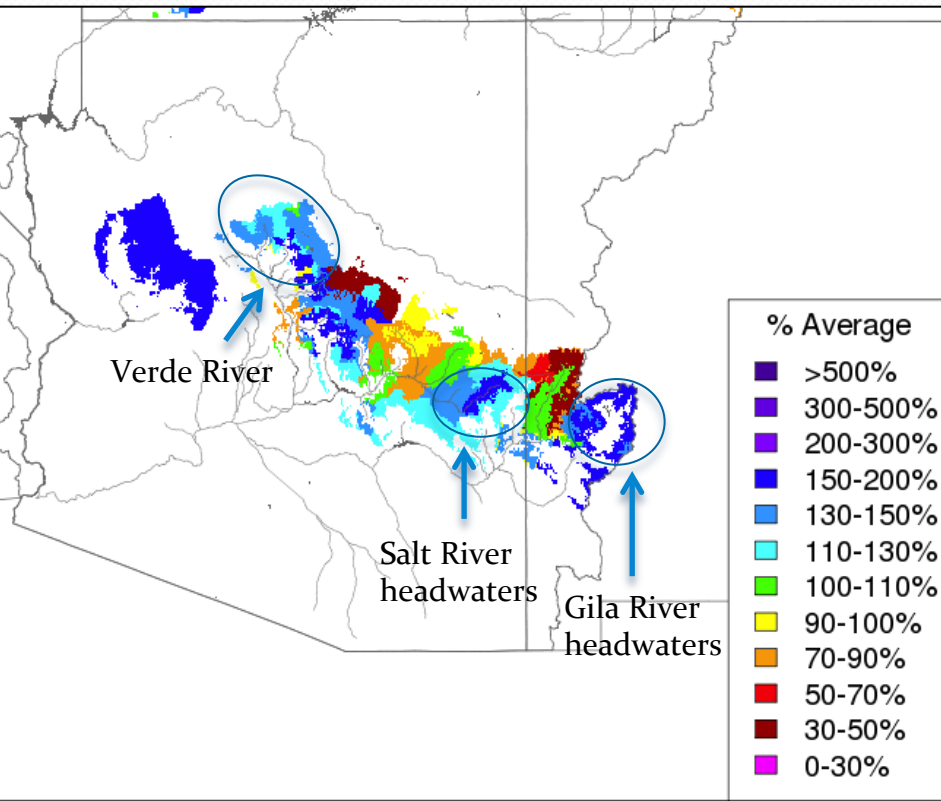 Verde River
Salt River
headwaters
Gila River
headwaters
% Average
>500%
300-500%
200-300%
150-200%
130-150%
110-130%
100-110%
90-100%
70-90%
50-70%
30-50%
0-30%